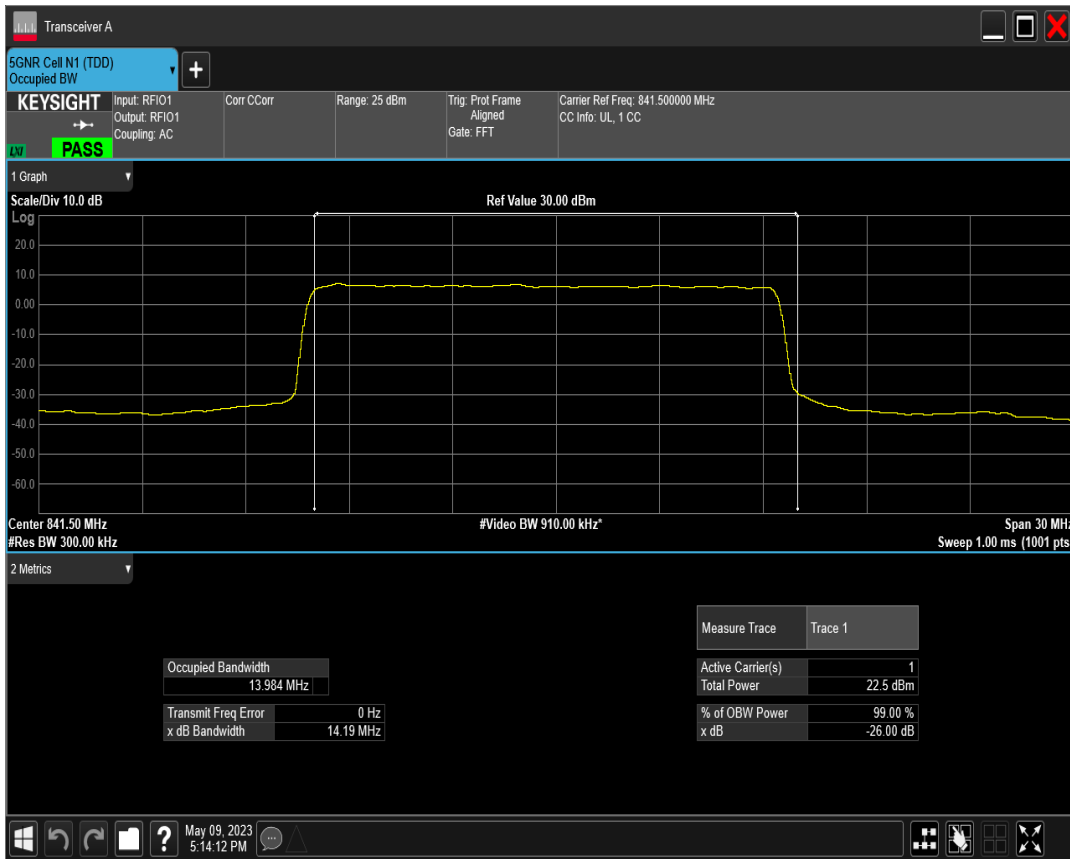 Transceiver A
5GNR Cell N1 (TDD)
Occupied BW
+
KEYSIGHT
LXI
PASS
Input: RFIO1
Output: RFIO1
Coupling: AC
Corr CCorr
Range: 25 dBm
Trig: Prot Frame
Aligned
Gate: FFT
Carrier Ref Freq: 841.500000 MHz
CC Info: UL, 1 CC
1 Graph
Scale/Div 10.0 dB
Ref Value 30.00 dBm
Log
20.0
10.0
0.00
-10.0
-20.0
-30.0
-40.0
-50.0
-60.0
Center 841.50 MHz
#Video BW 910.00 kHz*
Span 30 MHz
#Res BW 300.00 kHz
Sweep 1.00 ms (1001 pts
2 Metrics
Measure Trace Trace 1
Occupied Bandwidth
13.984 MHz
Active Carrier(s) 1
Total Power 22.5 dBm
Transmit Freq Error 0 Hz
x dB Bandwidth 14.19 MHz
% of OBW Power 99.00 %
x dB -26.00 dB
?
May 09, 2023
5:14:12 PM